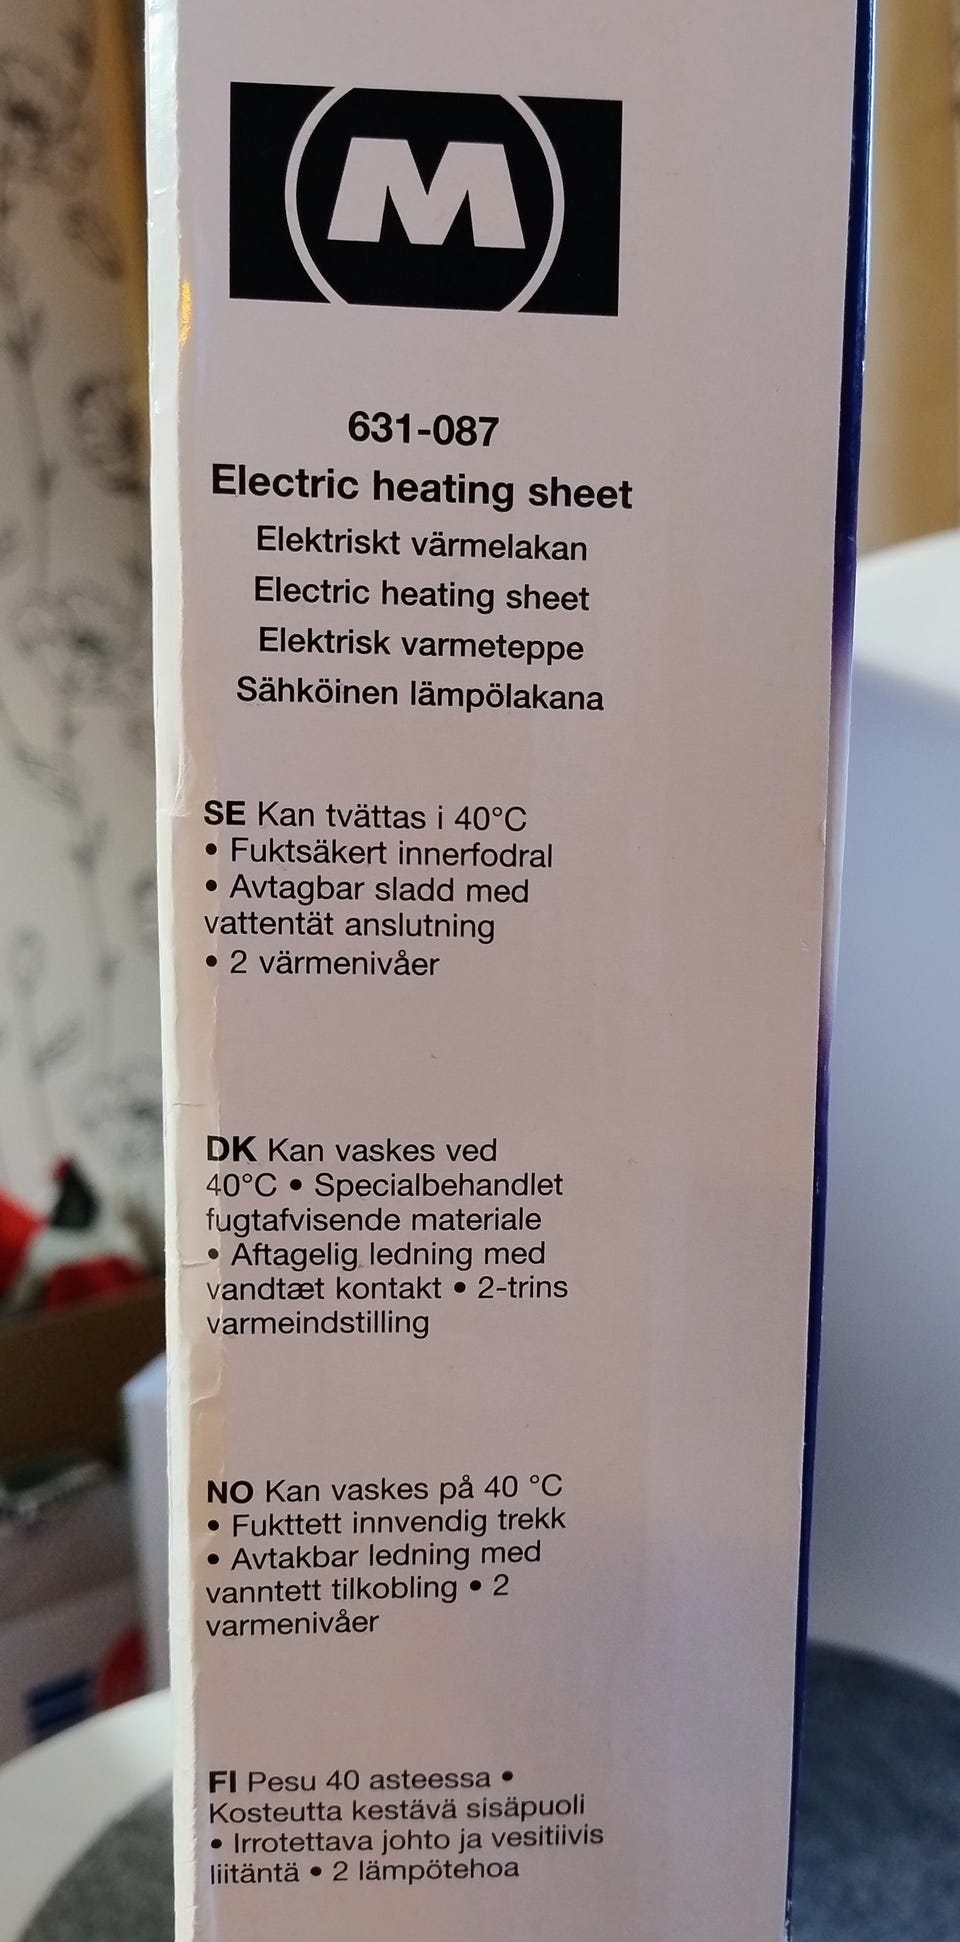 M
631-087
Electric heating sheet
Elektriskt värmelakan
Electric heating sheet
Elektrisk varmeteppe
Sähköinen lämpölakana
SE Kan tvättas i 40°C
• Fuktsäkert innerfodral
• Avtagbar sladd med
vattentät anslutning
• 2 värmenivåer
DK Kan vaskes ved
40°C • Specialbehandlet
fugtafvisende materiale
• Aftagelig ledning med
vandtæt kontakt • 2-trins
varmeindstilling
NO Kan vaskes på 40 °C
• Fukttett innvendig trekk
• Avtakbar ledning med
vanntett tilkobling • 2
varmenivåer
FI Pesu 40 asteessa •
Kosteutta kestävä sisäpuoli
• Irrotettava johto ja vesitiivis
liitäntä • 2 lämpötehoa